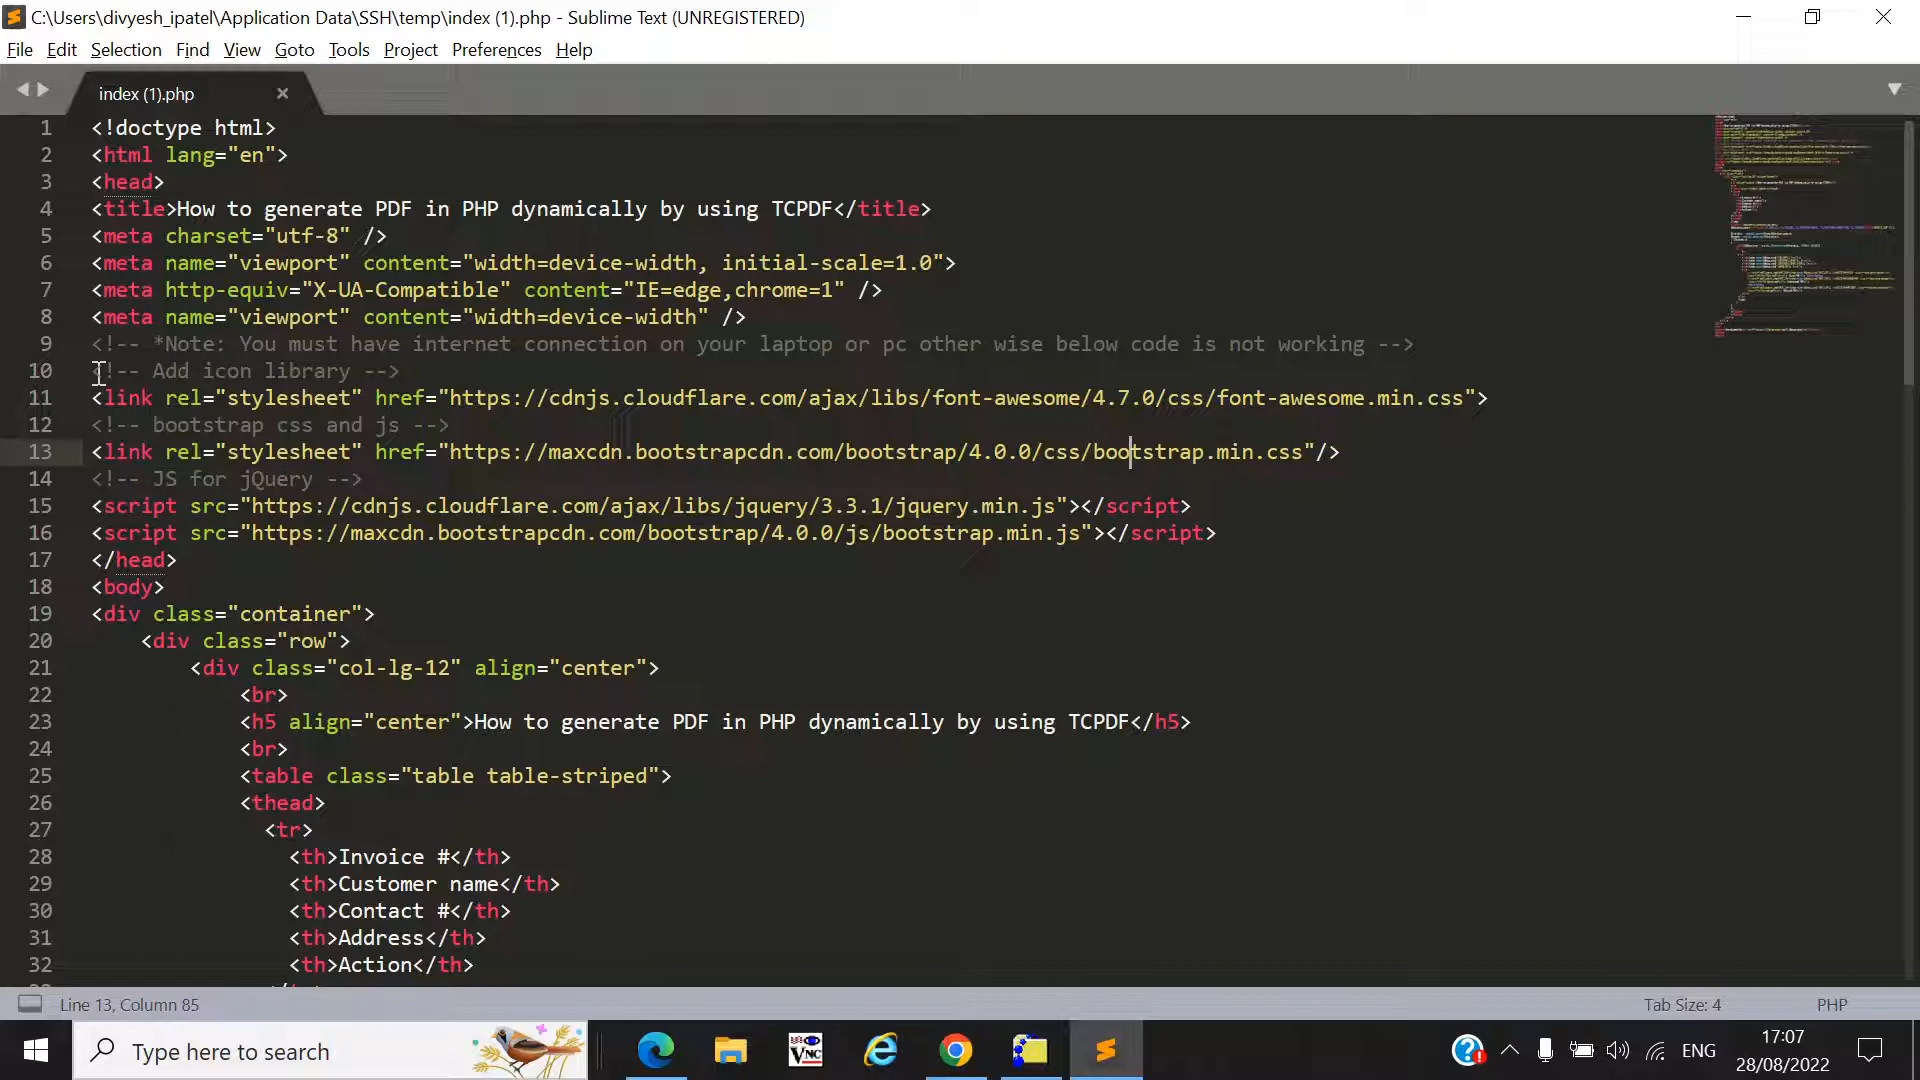 C:\Users\divyesh_ipatel\Application Data\SSH\temp\index (1).php - Sublime Text (UNREGISTERED)
File Edit Selection Find View Goto Tools Project Preferences Help
index (1).php
1 <!doctype html>
2 <html lang="en">
3 <head>
4 <title>How to generate PDF in PHP dynamically by using TCPDF</title>
5 <meta charset="utf-8" />
6 <meta name="viewport" content="width=device-width, initial-scale=1.0">
7 <meta http-equiv="X-UA-Compatible" content="IE=edge,chrome=1" />
8 <meta name="viewport" content="width=device-width" />
9 <!-- *Note: You must have internet connection on your laptop or pc other wise below code is not working -->
10 <!-- Add icon library -->
11 <link rel="stylesheet" href="https://cdnjs.cloudflare.com/ajax/libs/font-awesome/4.7.0/css/font-awesome.min.css">
12 <!-- bootstrap css and js -->
13 <link rel="stylesheet" href="https://maxcdn.bootstrapcdn.com/bootstrap/4.0.0/css/bootstrap.min.css"/>
14 <!-- JS for jQuery -->
15 <script src="https://cdnjs.cloudflare.com/ajax/libs/jquery/3.3.1/jquery.min.js"></script>
16 <script src="https://maxcdn.bootstrapcdn.com/bootstrap/4.0.0/js/bootstrap.min.js"></script>
17 </head>
18 <body>
19 <div class="container">
20 <div class="row">
21 <div class="col-lg-12" align="center">
22 <br>
23 <h5 align="center">How to generate PDF in PHP dynamically by using TCPDF</h5>
24 <br>
25 <table class="table table-striped">
26 <thead>
27 <tr>
28 <th>Invoice #</th>
29 <th>Customer name</th>
30 <th>Contact #</th>
31 <th>Address</th>
32 <th>Action</th>
Line 13, Column 85 Tab Size: 4 PHP
Type here to search
VNC
ENG
17:07
28/08/2022